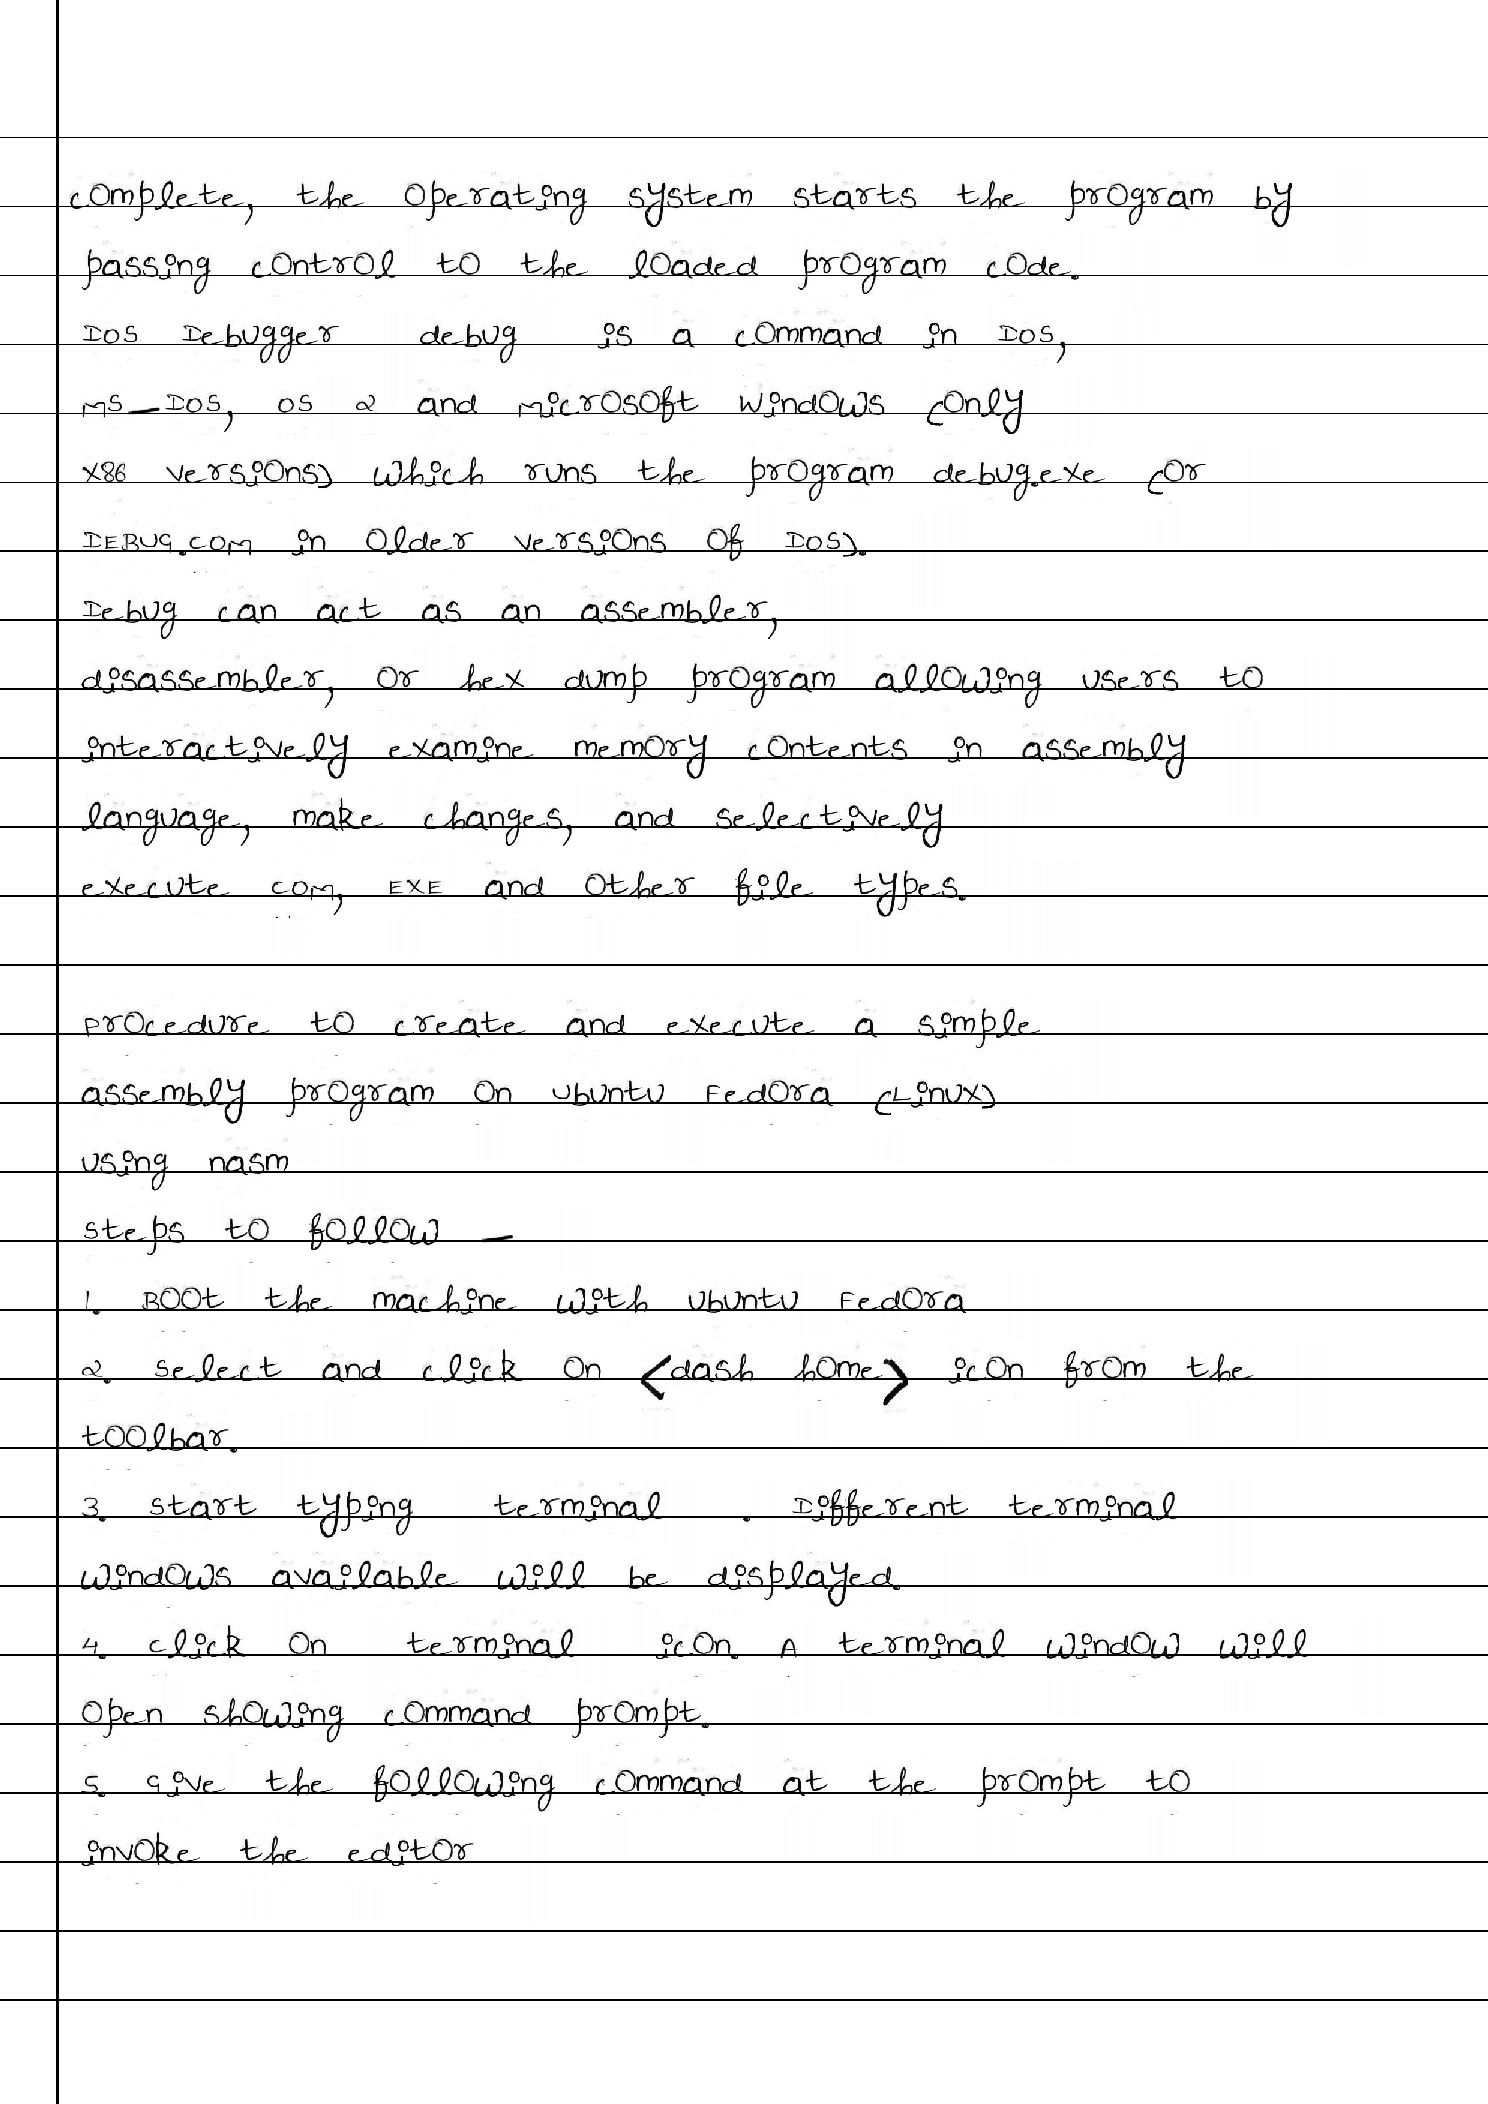 complete, the operating system starts the program by
passing control to the loaded program code.
DOS Debugger debug is a command in DOS,
MS_DOS, OS 2 and Microsoft Windows (only
x86 versions) which runs the program debug.exe (or
DEBUG.COM in older versions of DOS).
Debug can act as an assembler,
disassembler, or hex dump program allowing users to
interactively examine memory contents in assembly
language, make changes, and selectively
execute COM, EXE and other file types.
Procedure to create and execute a simple
assembly program on Ubuntu Fedora (Linux)
using nasm
Steps to follow –
1. Boot the machine with Ubuntu Fedora
2. Select and click on <dash home> icon from the
toolbar.
3. Start typing terminal . Different terminal
windows available will be displayed.
4. Click on terminal icon. A terminal window will
open showing command prompt.
5. Give the following command at the prompt to
invoke the editor